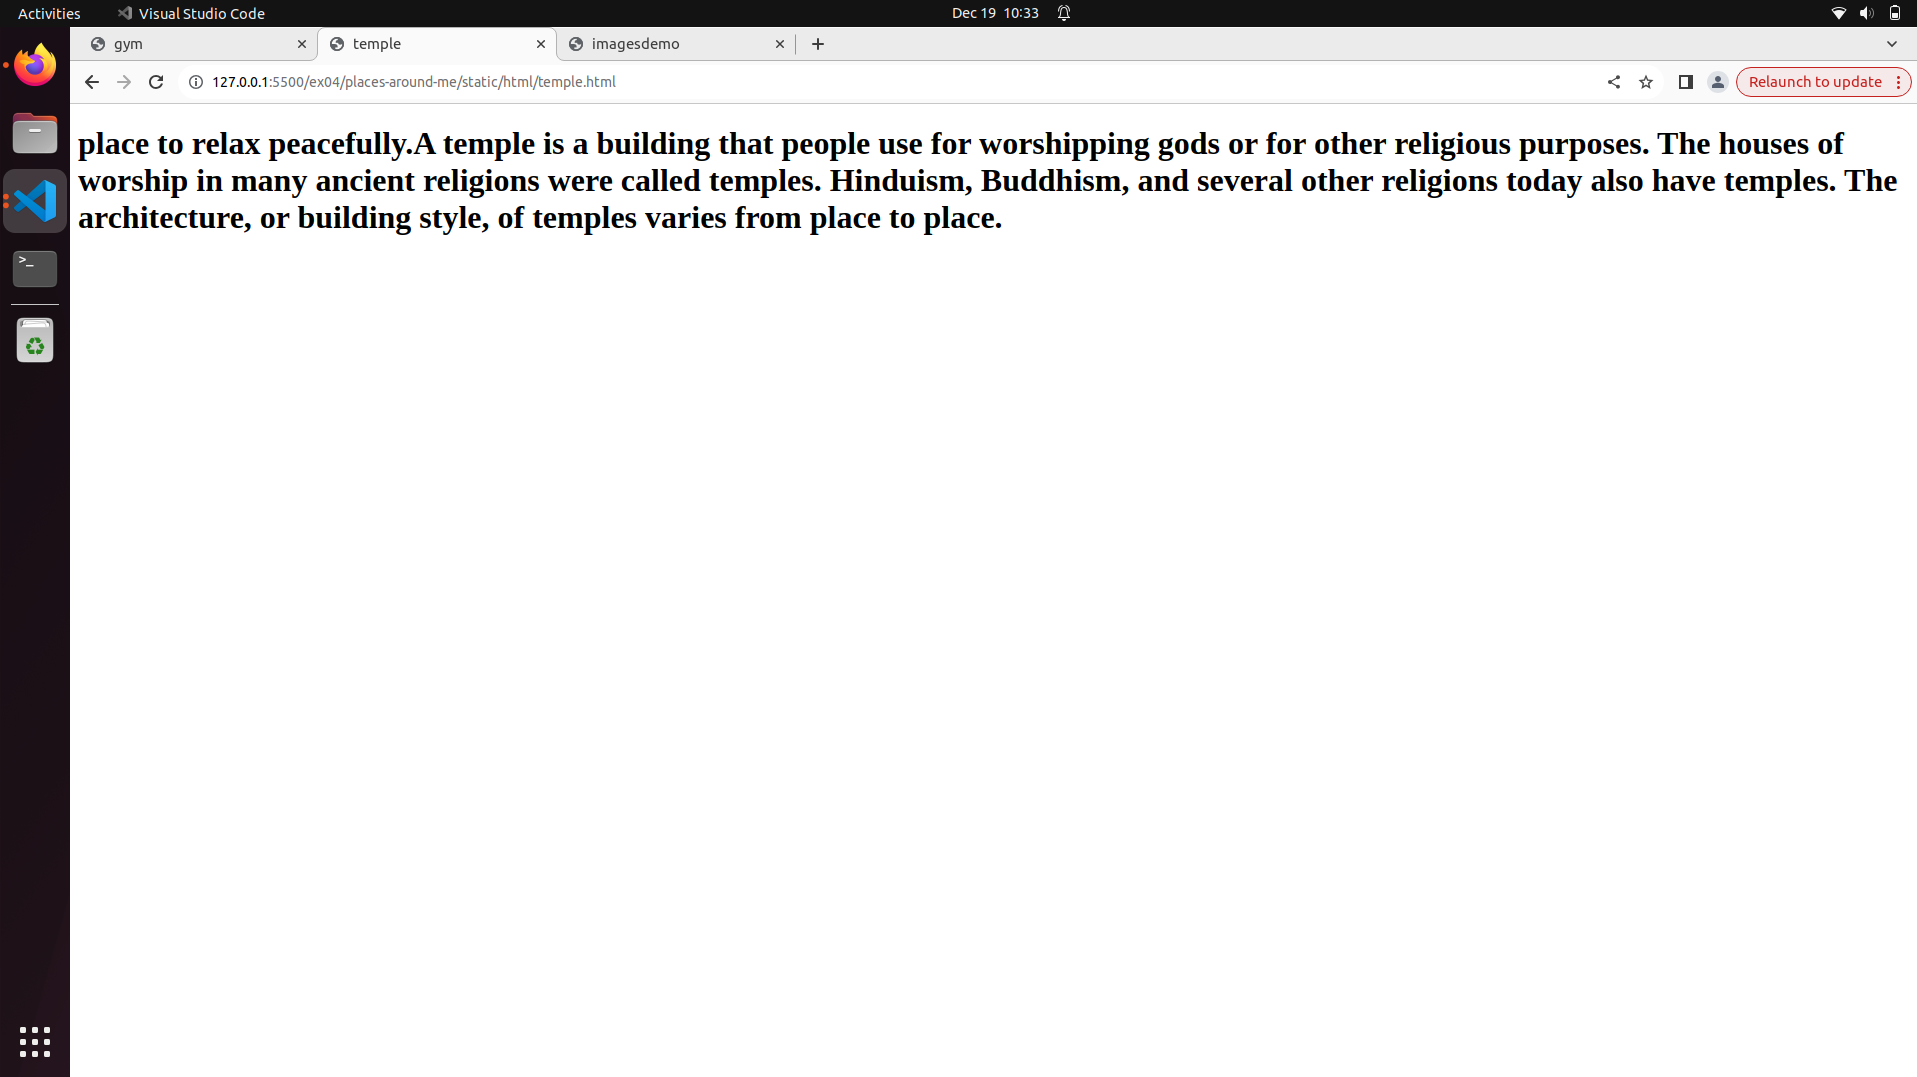 Activities
Visual Studio Code
Dec 19 10:33
gym
temple
imagesdemo
127.0.0.1:5500/ex04/places-around-me/static/html/temple.html
Relaunch to update
place to relax peacefully.A temple is a building that people use for worshipping gods or for other religious purposes. The houses of
worship in many ancient religions were called temples. Hinduism, Buddhism, and several other religions today also have temples. The
architecture, or building style, of temples varies from place to place.
>_